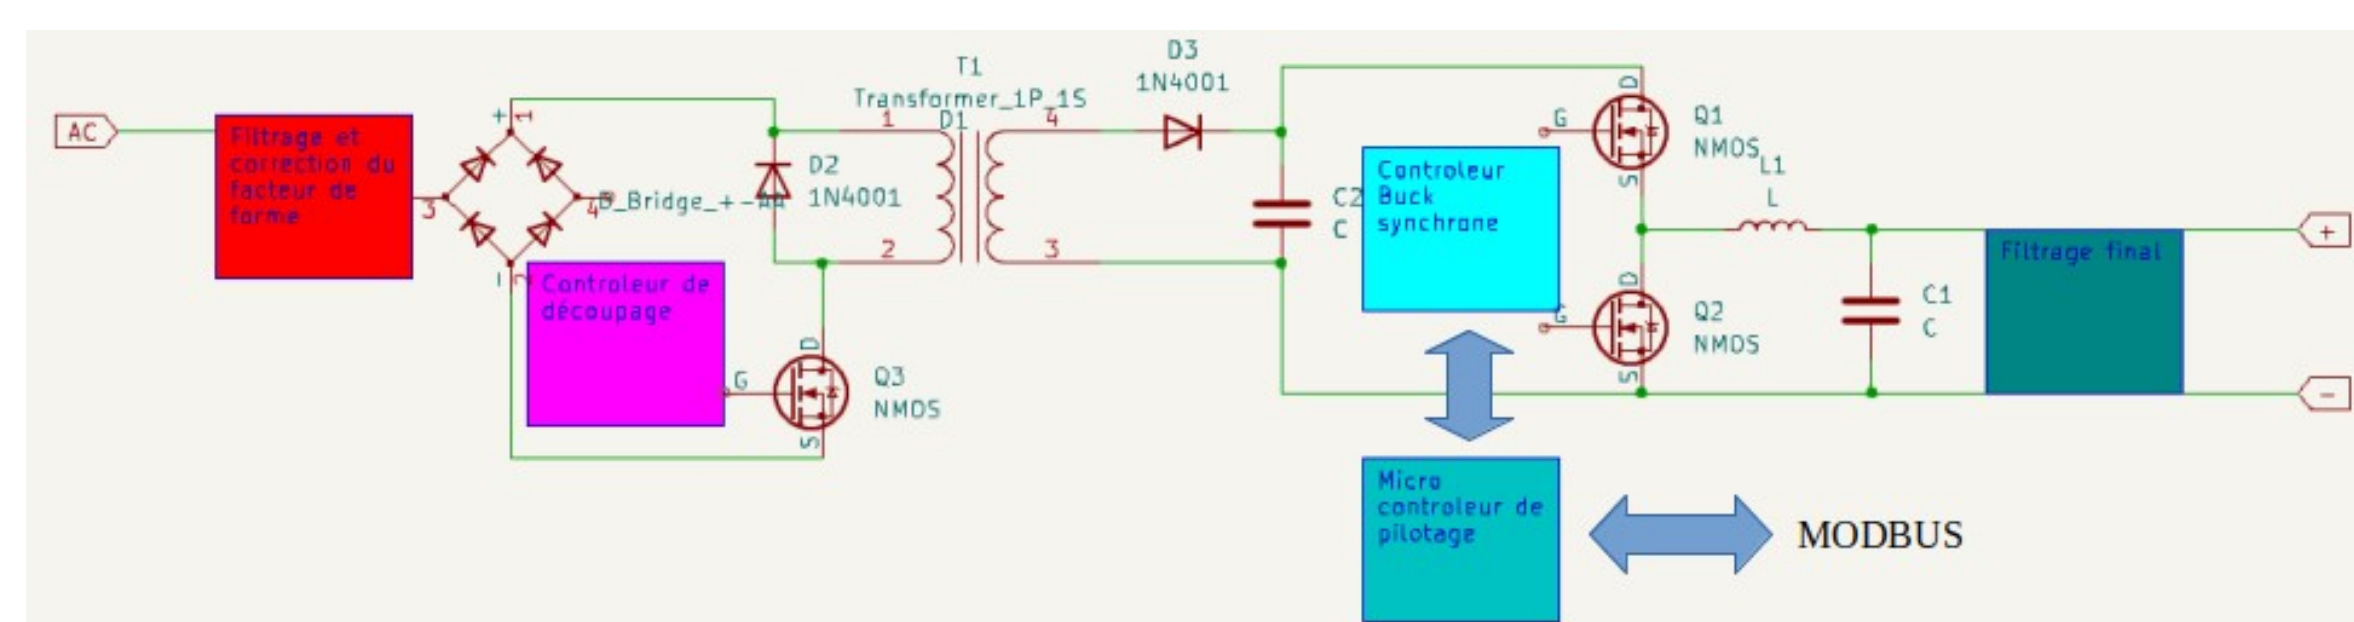 AC
Filtrage et
correction du
facteur de
forme
+
1
3
4
D_Bridge_+-AA
-
2
Controleur de
découpage
G
D
S
Q3
NMOS
D2
1N4001
T1
Transformer_1P_1S
D1
1
2
4
3
D3
1N4001
C2
C
Controleur
Buck
synchrone
G
D
S
Q1
NMOS
G
D
S
Q2
NMOS
L1
L
C1
C
Filtrage final
+
-
Micro
controleur de
pilotage
MODBUS